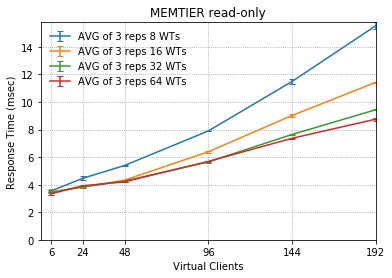 MEMTIER read-only
AVG of 3 reps 8 WTs
AVG of 3 reps 16 WTs
AVG of 3 reps 32 WTs
AVG of 3 reps 64 WTs
Response Time (msec)
14
12
10
8
6
4
2
0
6 24 48 96 144 192
Virtual Clients